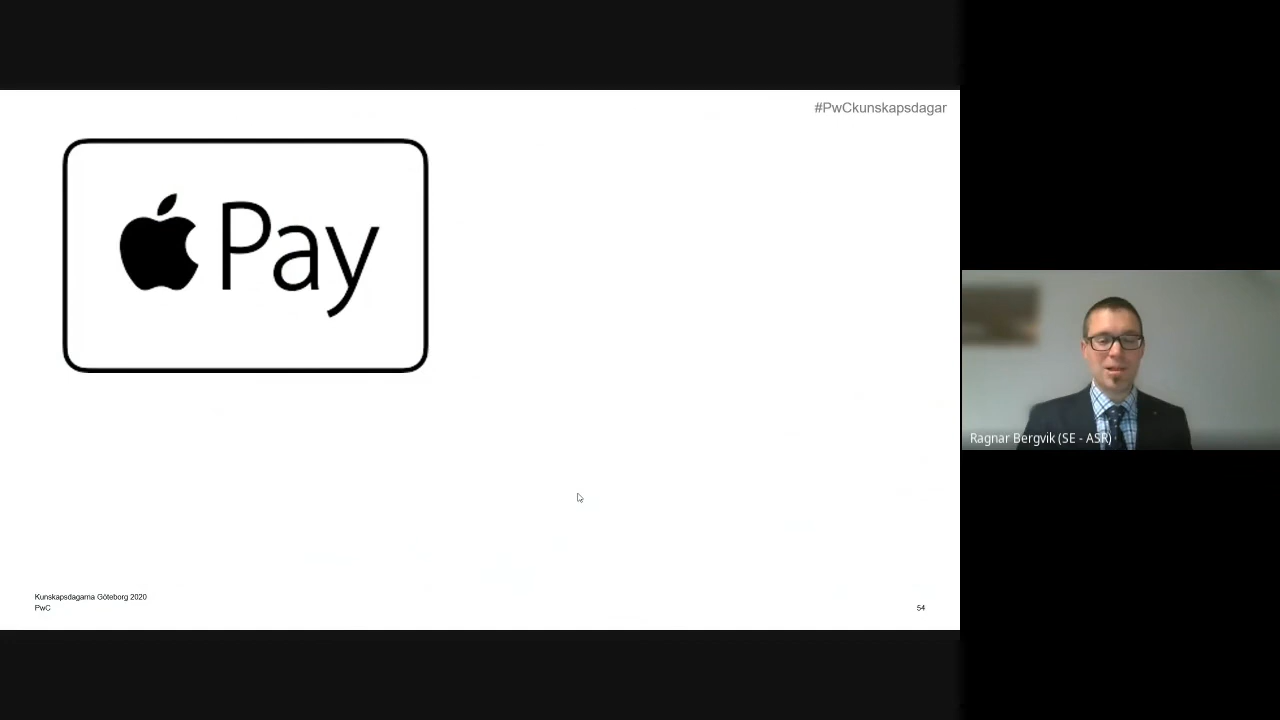 #PwCkunskapsdagar
Pay
Ragnar Bergvik (SE - ASR)
Kunskapsdagarna Göteborg 2020
PwC
54